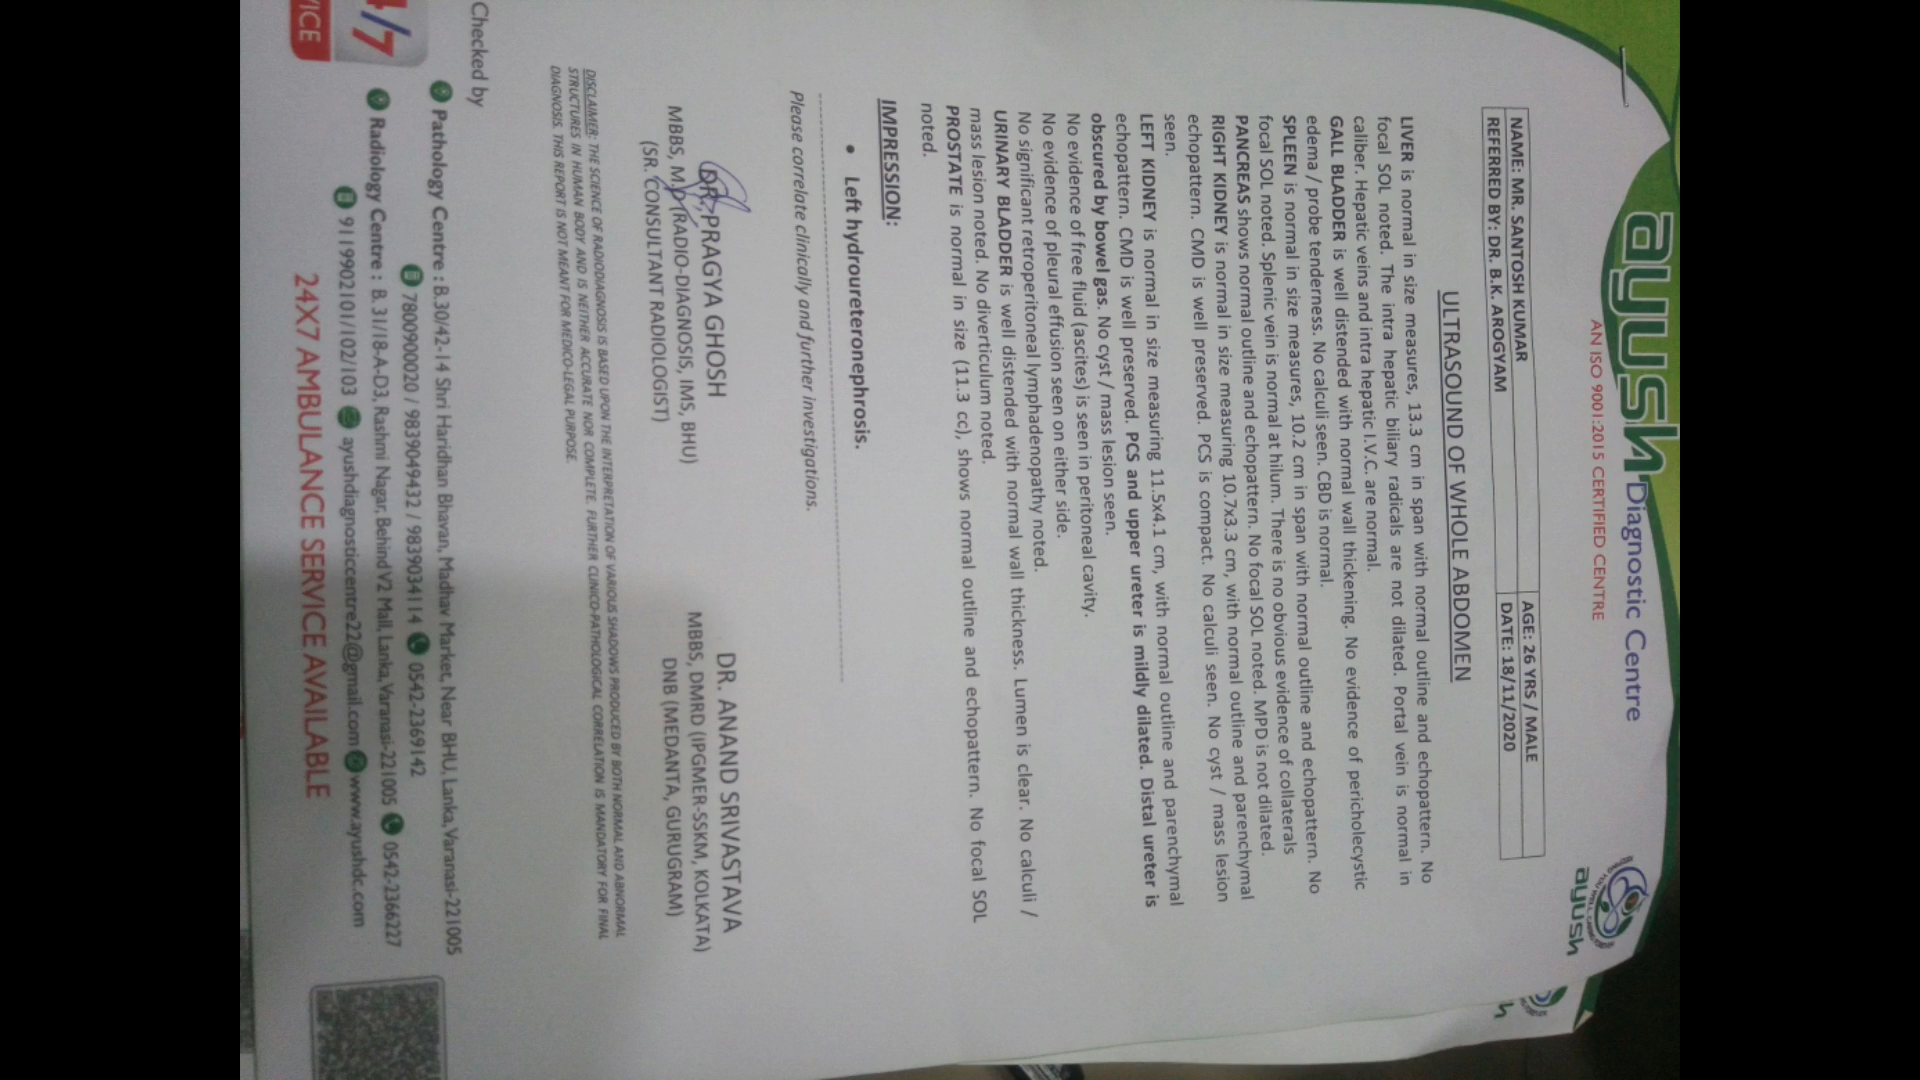 ayush Diagnostic Centre
AN ISO 9001:2015 CERTIFIED CENTRE
ayush
NAME: MR. SANTOSH KUMAR AGE: 26 YRS / MALE
REFERRED BY: DR. B.K. AROGYAM DATE: 18/11/2020
ULTRASOUND OF WHOLE ABDOMEN
LIVER is normal in size measures, 13.3 cm in span with normal outline and echopattern. No
focal SOL noted. The intra hepatic biliary radicals are not dilated. Portal vein is normal in
caliber. Hepatic veins and intra hepatic I.V.C. are normal.
GALL BLADDER is well distended with normal wall thickening. No evidence of pericholecystic
edema / probe tenderness. No calculi seen. CBD is normal.
SPLEEN is normal in size measures, 10.2 cm in span with normal outline and echopattern. No
focal SOL noted. Splenic vein is normal at hilum. There is no obvious evidence of collaterals
PANCREAS shows normal outline and echopattern. No focal SOL noted. MPD is not dilated.
RIGHT KIDNEY is normal in size measuring 10.7x3.3 cm, with normal outline and parenchymal
echopattern. CMD is well preserved. PCS is compact. No calculi seen. No cyst / mass lesion
seen.
LEFT KIDNEY is normal in size measuring 11.5x4.1 cm, with normal outline and parenchymal
echopattern. CMD is well preserved. PCS and upper ureter is mildly dilated. Distal ureter is
obscured by bowel gas. No cyst / mass lesion seen.
No evidence of free fluid (ascites) is seen in peritoneal cavity.
No evidence of pleural effusion seen on either side.
No significant retroperitoneal lymphadenopathy noted.
URINARY BLADDER is well distended with normal wall thickness. Lumen is clear. No calculi /
mass lesion noted. No diverticulum noted.
PROSTATE is normal in size (11.3 cc), shows normal outline and echopattern. No focal SOL
noted.
IMPRESSION:
• Left hydroureteronephrosis.
Please correlate clinically and further investigations.
DR. PRAGYA GHOSH DR. ANAND SRIVASTAVA
MBBS, MD (RADIO-DIAGNOSIS, IMS, BHU) MBBS, DMRD (IPGMER-SSKM, KOLKATA)
(SR. CONSULTANT RADIOLOGIST) DNB (MEDANTA, GURUGRAM)
DISCLAIMER: THE SCIENCE OF RADIODIAGNOSIS IS BASED UPON THE INTERPRETATION OF VARIOUS SHADOWS PRODUCED BY BOTH NORMAL AND ABNORMAL
STRUCTURES IN HUMAN BODY AND IS NEITHER ACCURATE NOR COMPLETE. FURTHER CLINICO-PATHOLOGICAL CORRELATION IS MANDATORY FOR FINAL
DIAGNOSIS. THIS REPORT IS NOT MEANT FOR MEDICO-LEGAL PURPOSE.
Checked by
Pathology Centre : B.30/42-14 Shri Haridhan Bhavan, Madhav Market, Near BHU, Lanka, Varanasi-221005
7800900020 / 9839049432 / 9839034114 0542-2369142
Radiology Centre : B. 31/18-A-D3, Rashmi Nagar, Behind V2 Mall, Lanka, Varanasi-221005 0542-2366227
9119902101/102/103 ayushdiagnosticcentre22@gmail.com www.ayushdc.com
24X7 AMBULANCE SERVICE AVAILABLE
/7
VICE